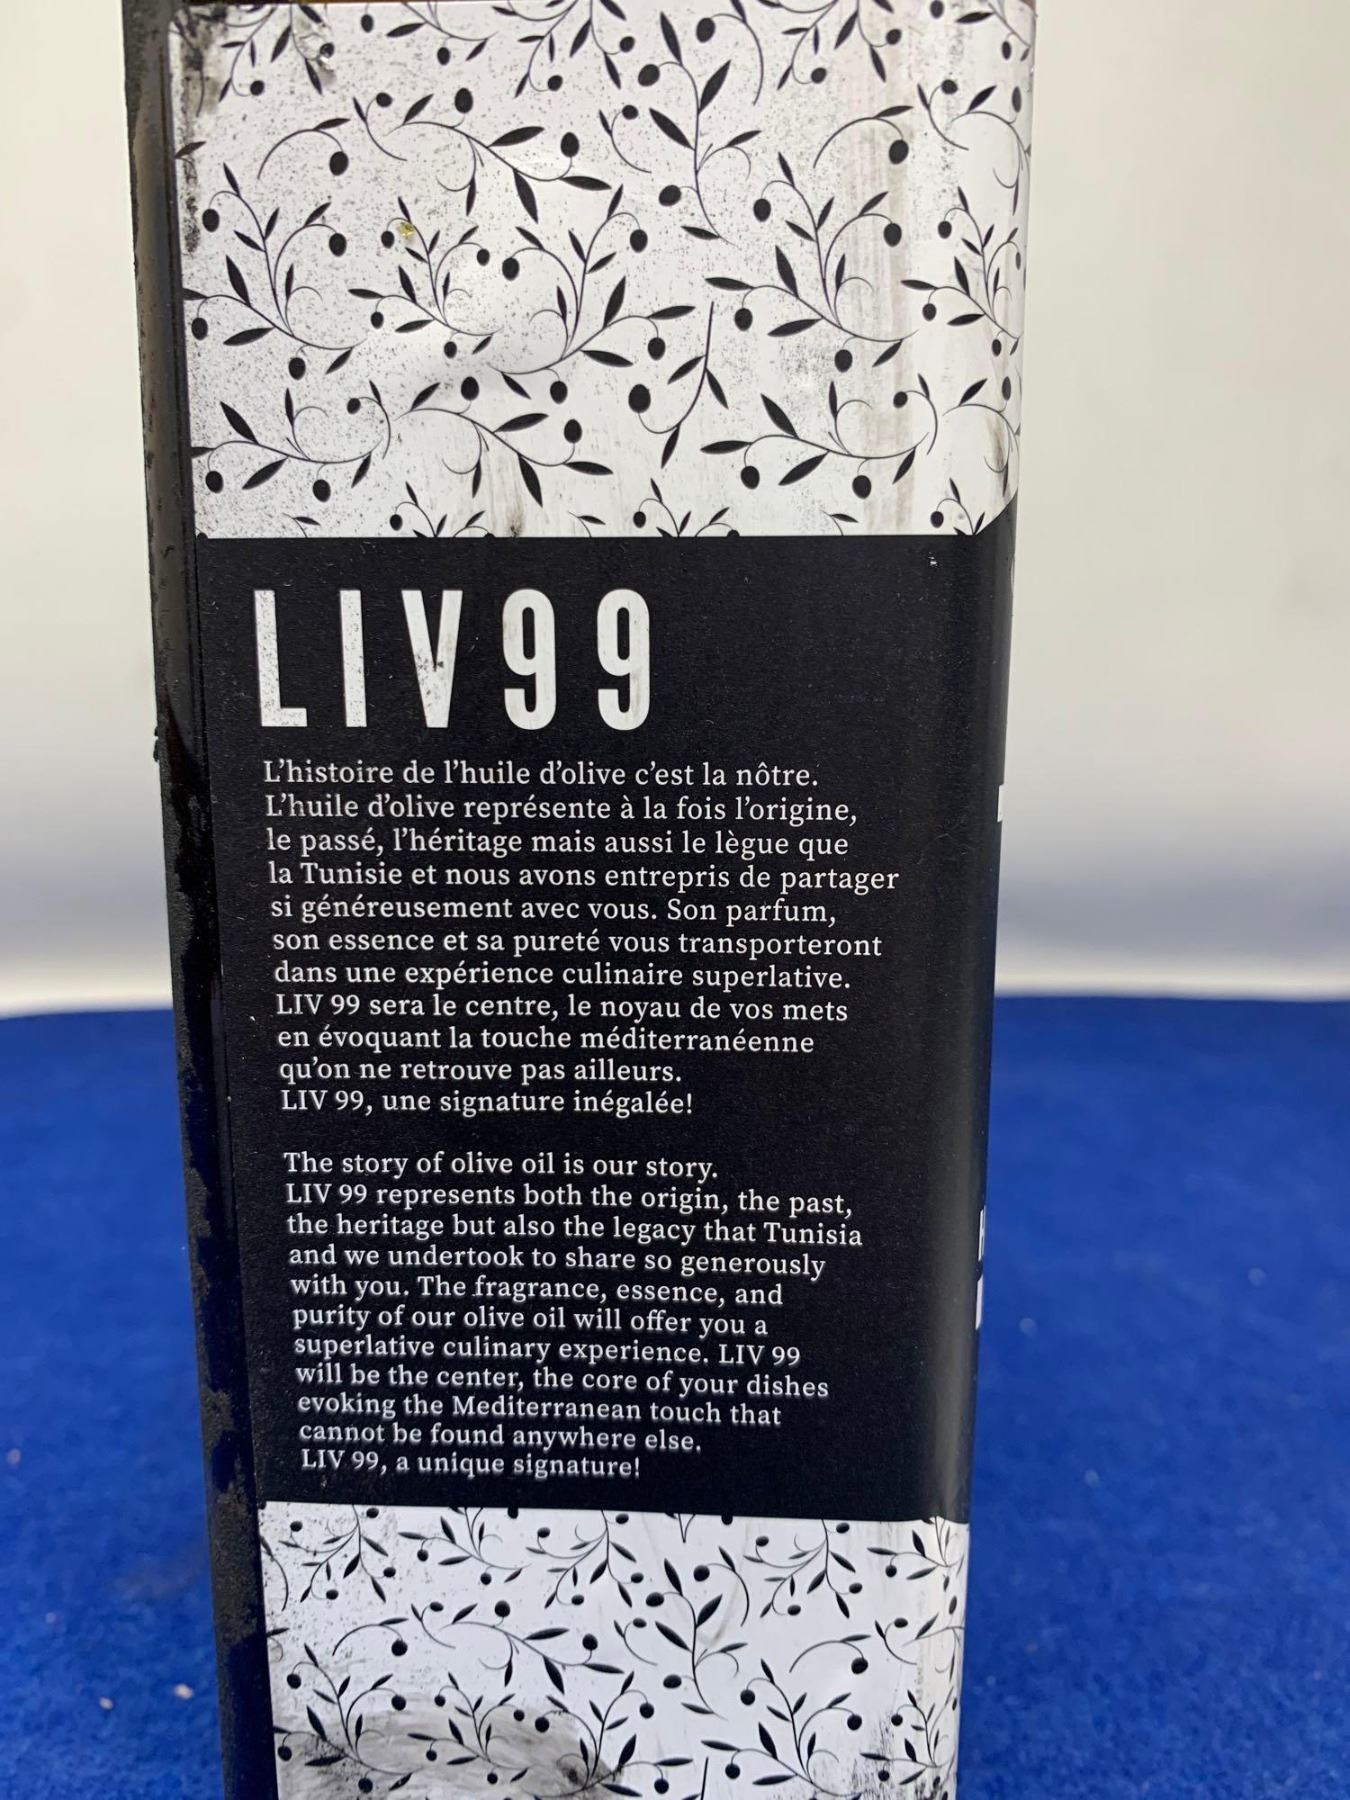 LIV99
L'histoire de l'huile d'olive c'est la nôtre.
L'huile d'olive représente à la fois l'origine,
le passé, l'héritage mais aussi le lègue que
la Tunisie et nous avons entrepris de partager
si généreusement avec vous. Son parfum,
son essence et sa pureté vous transporteront
dans une expérience culinaire superlative.
LIV 99 sera le centre, le noyau de vos mets
en évoquant la touche méditerranéenne
qu'on ne retrouve pas ailleurs.
LIV 99, une signature inégalée!
The story of olive oil is our story.
LIV 99 represents both the origin, the past,
the heritage but also the legacy that Tunisia
and we undertook to share so generously
with you. The fragrance, essence, and
purity of our olive oil will offer you a
superlative culinary experience. LIV 99
will be the center, the core of your dishes
evoking the Mediterranean touch that
cannot be found anywhere else.
LIV 99, a unique signature!